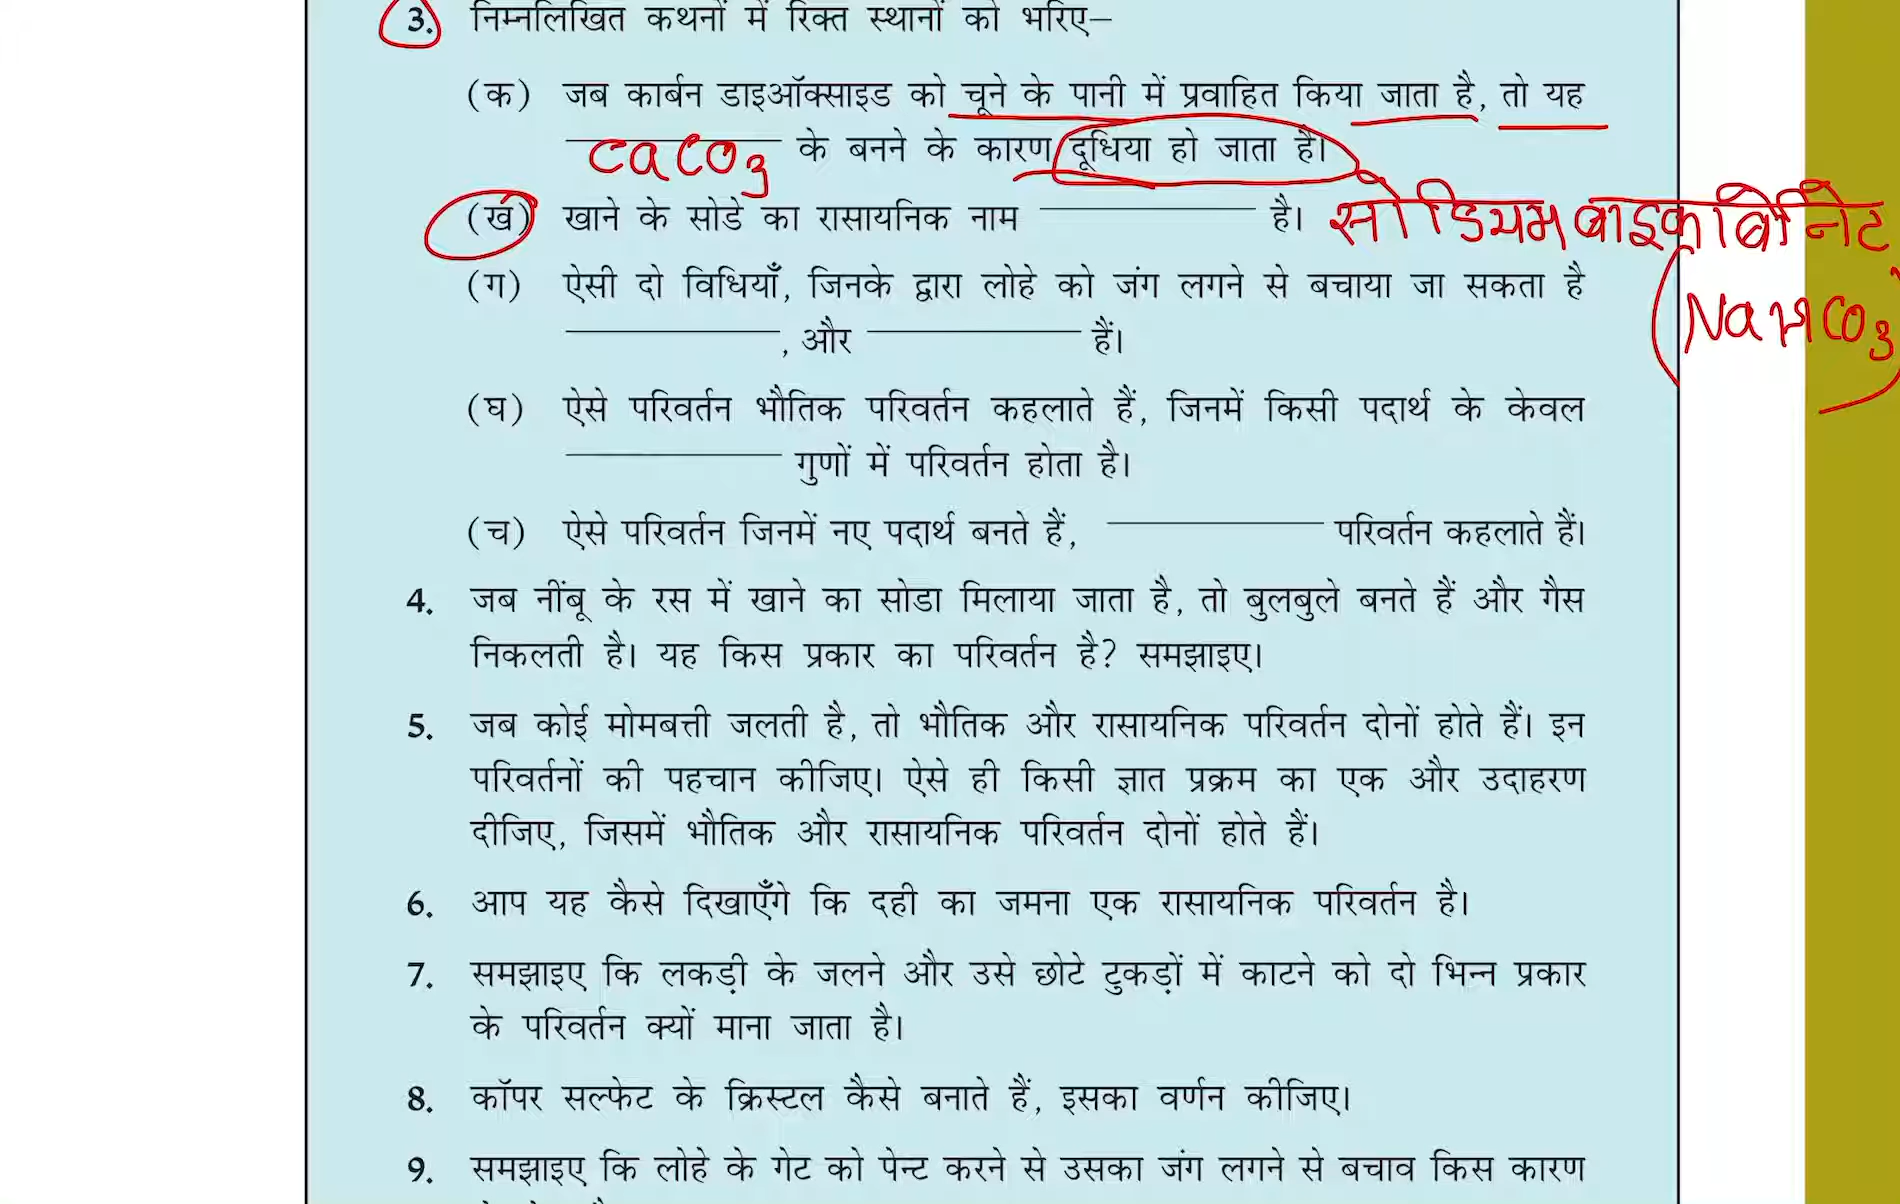 3. निम्नलिखित कथनों में रिक्त स्थानों को भरिए–
(क) जब कार्बन डाइऑक्साइड को चूने के पानी में प्रवाहित किया जाता है, तो यह
CaCO3 के बनने के कारण दूधिया हो जाता है।
(ख) खाने के सोडे का रासायनिक नाम __________ है। सोडियम बाइकार्बोनेट
(NaHCO3)
(ग) ऐसी दो विधियाँ, जिनके द्वारा लोहे को जंग लगने से बचाया जा सकता है
__________, और __________ हैं।
(घ) ऐसे परिवर्तन भौतिक परिवर्तन कहलाते हैं, जिनमें किसी पदार्थ के केवल
__________ गुणों में परिवर्तन होता है।
(च) ऐसे परिवर्तन जिनमें नए पदार्थ बनते हैं, __________ परिवर्तन कहलाते हैं।
4. जब नींबू के रस में खाने का सोडा मिलाया जाता है, तो बुलबुले बनते हैं और गैस
निकलती है। यह किस प्रकार का परिवर्तन है? समझाइए।
5. जब कोई मोमबत्ती जलती है, तो भौतिक और रासायनिक परिवर्तन दोनों होते हैं। इन
परिवर्तनों की पहचान कीजिए। ऐसे ही किसी ज्ञात प्रक्रम का एक और उदाहरण
दीजिए, जिसमें भौतिक और रासायनिक परिवर्तन दोनों होते हैं।
6. आप यह कैसे दिखाएँगे कि दही का जमना एक रासायनिक परिवर्तन है।
7. समझाइए कि लकड़ी के जलने और उसे छोटे टुकड़ों में काटने को दो भिन्न प्रकार
के परिवर्तन क्यों माना जाता है।
8. कॉपर सल्फेट के क्रिस्टल कैसे बनाते हैं, इसका वर्णन कीजिए।
9. समझाइए कि लोहे के गेट को पेन्ट करने से उसका जंग लगने से बचाव किस कारण